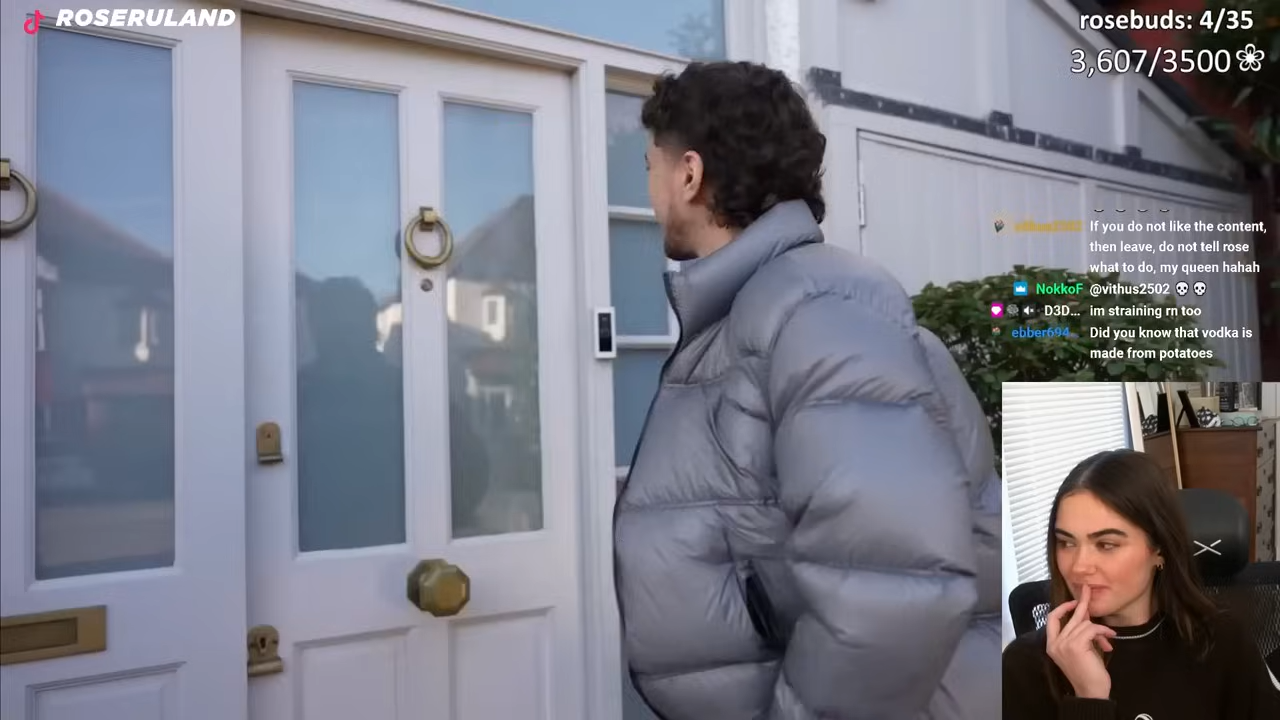 ROSERULAND
rosebuds: 4/35
3,607/3500
If you do not like the content,
then leave, do not tell rose
what to do, my queen hahah
NokkoF @vithus2502 💀 💀
D3D... im straining rn too
ebber694 Did you know that vodka is
made from potatoes